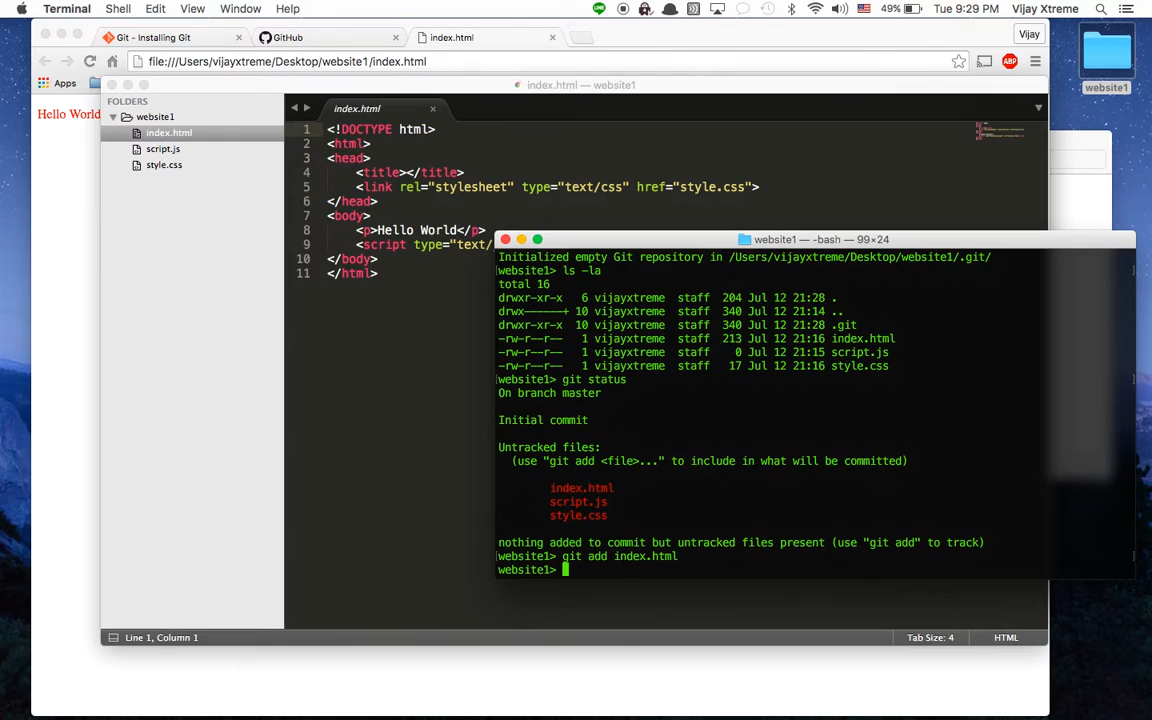 Terminal Shell Edit View Window Help 49% Tue 9:29 PM Vijay Xtreme
Git - Installing Git
GitHub
index.html
Vijay
file:///Users/vijayxtreme/Desktop/website1/index.html
ABP
website1
Apps
index.html — website1
Hello World
FOLDERS
website1
index.html
script.js
style.css
index.html
1 <!DOCTYPE html>
2 <html>
3 <head>
4 <title></title>
5 <link rel="stylesheet" type="text/css" href="style.css">
6 </head>
7 <body>
8 <p>Hello World</p>
9 <script type="text/
10 </body>
11 </html>
website1 — -bash — 99×24
Initialized empty Git repository in /Users/vijayxtreme/Desktop/website1/.git/
[website1> ls -la
total 16
drwxr-xr-x 6 vijayxtreme staff 204 Jul 12 21:28 .
drwx------+ 10 vijayxtreme staff 340 Jul 12 21:14 ..
drwxr-xr-x 10 vijayxtreme staff 340 Jul 12 21:28 .git
-rw-r--r-- 1 vijayxtreme staff 213 Jul 12 21:16 index.html
-rw-r--r-- 1 vijayxtreme staff 0 Jul 12 21:15 script.js
-rw-r--r-- 1 vijayxtreme staff 17 Jul 12 21:16 style.css
[website1> git status
On branch master
Initial commit
Untracked files:
(use "git add <file>..." to include in what will be committed)
index.html
script.js
style.css
nothing added to commit but untracked files present (use "git add" to track)
[website1> git add index.html
website1>
Line 1, Column 1
Tab Size: 4
HTML